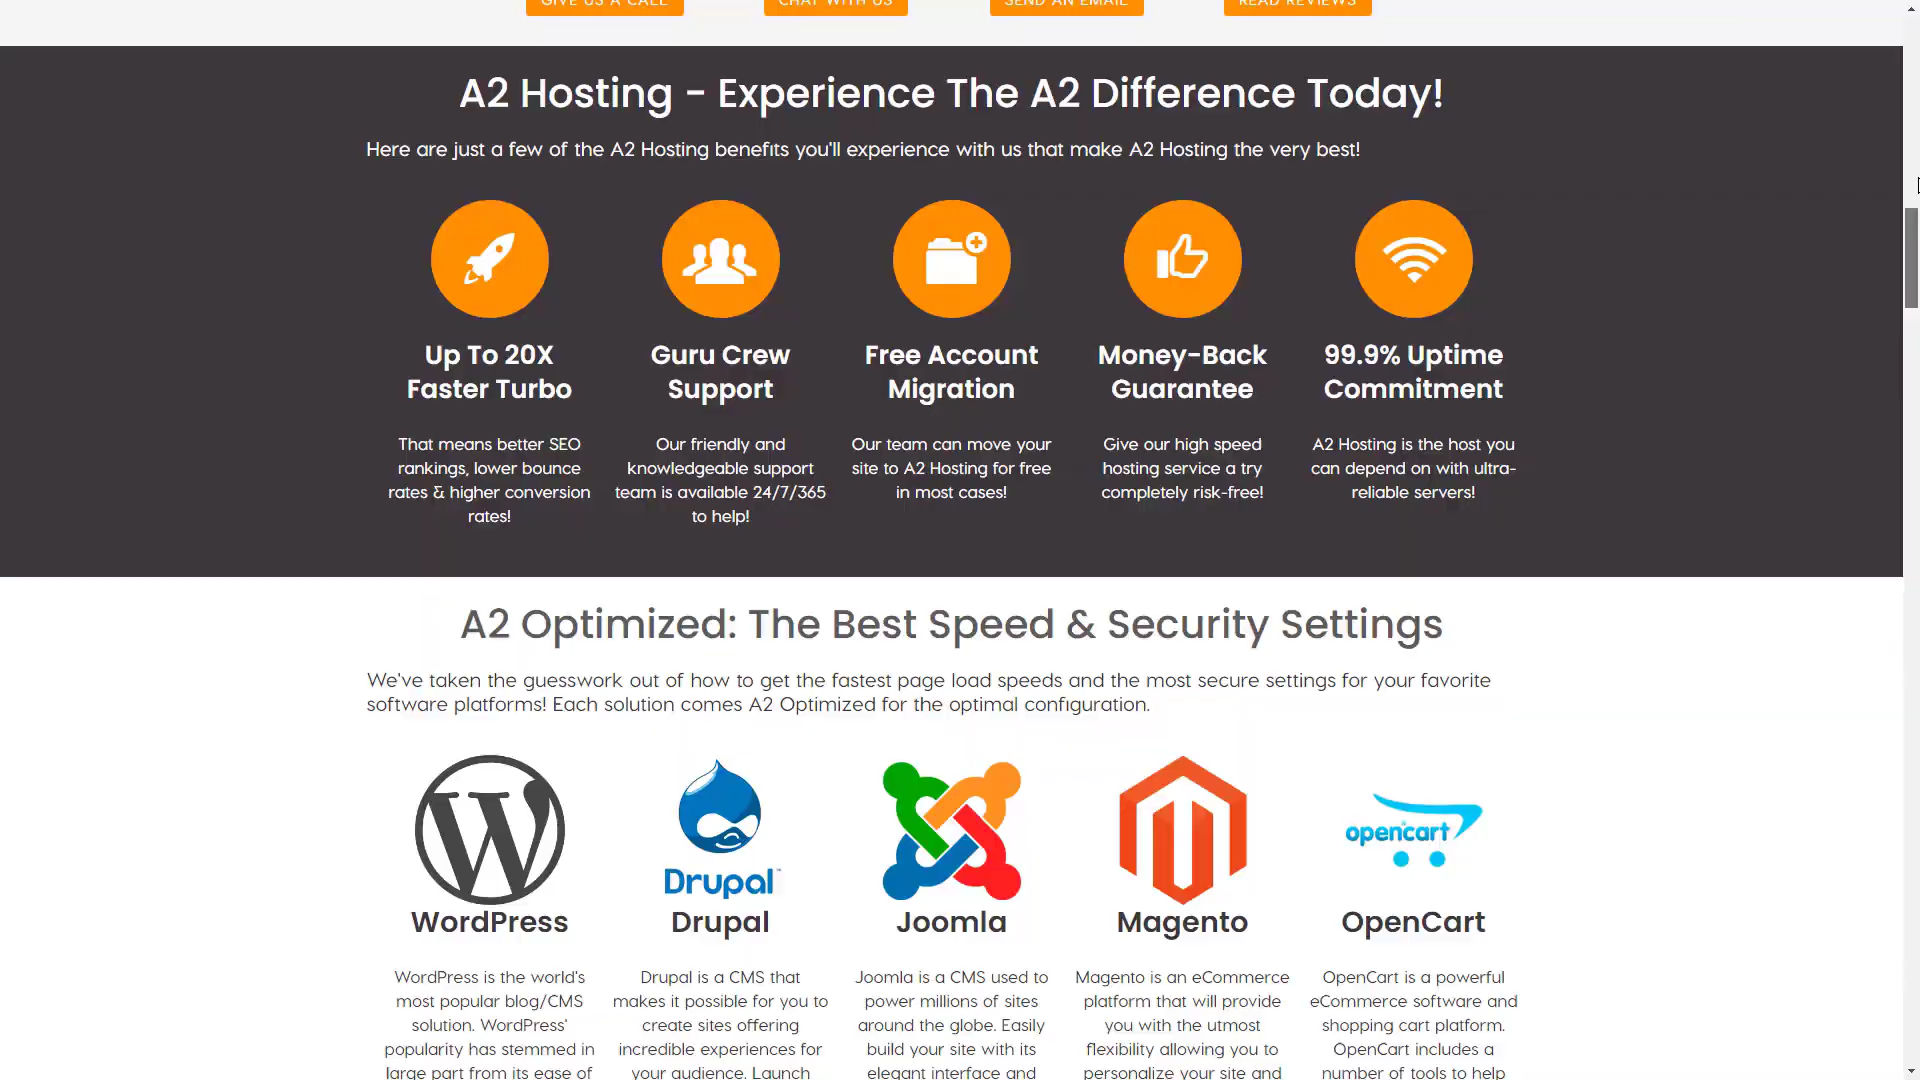 GIVE US A CALL CHAT WITH US SEND AN EMAIL READ REVIEWS
A2 Hosting - Experience The A2 Difference Today!
Here are just a few of the A2 Hosting benefits you'll experience with us that make A2 Hosting the very best!
Up To 20X
Faster Turbo
That means better SEO
rankings, lower bounce
rates & higher conversion
rates!
Guru Crew
Support
Our friendly and
knowledgeable support
team is available 24/7/365
to help!
Free Account
Migration
Our team can move your
site to A2 Hosting for free
in most cases!
Money-Back
Guarantee
Give our high speed
hosting service a try
completely risk-free!
99.9% Uptime
Commitment
A2 Hosting is the host you
can depend on with ultra-
reliable servers!
A2 Optimized: The Best Speed & Security Settings
We've taken the guesswork out of how to get the fastest page load speeds and the most secure settings for your favorite
software platforms! Each solution comes A2 Optimized for the optimal configuration.
WordPress
WordPress is the world's
most popular blog/CMS
solution. WordPress'
popularity has stemmed in
large part from its ease of
Drupal™
Drupal
Drupal is a CMS that
makes it possible for you to
create sites offering
incredible experiences for
your audience. Launch
Joomla
Joomla is a CMS used to
power millions of sites
around the globe. Easily
build your site with its
elegant interface and
Magento
Magento is an eCommerce
platform that will provide
you with the utmost
flexibility allowing you to
personalize your site and
opencart
OpenCart
OpenCart is a powerful
eCommerce software and
shopping cart platform.
OpenCart includes a
number of tools to help